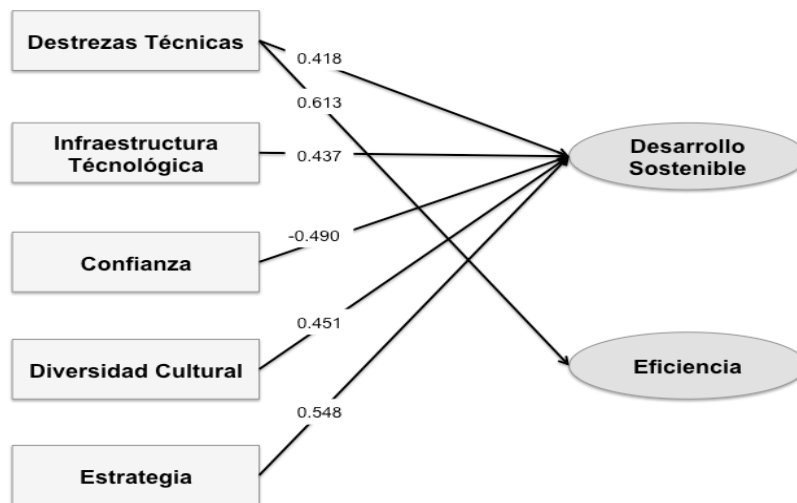 Destrezas Técnicas
0.418
0.613
Infraestructura
Técnológica
0.437
Desarrollo
Sostenible
Confianza
-0.490
Diversidad Cultural
0.451
Eficiencia
Estrategia
0.548